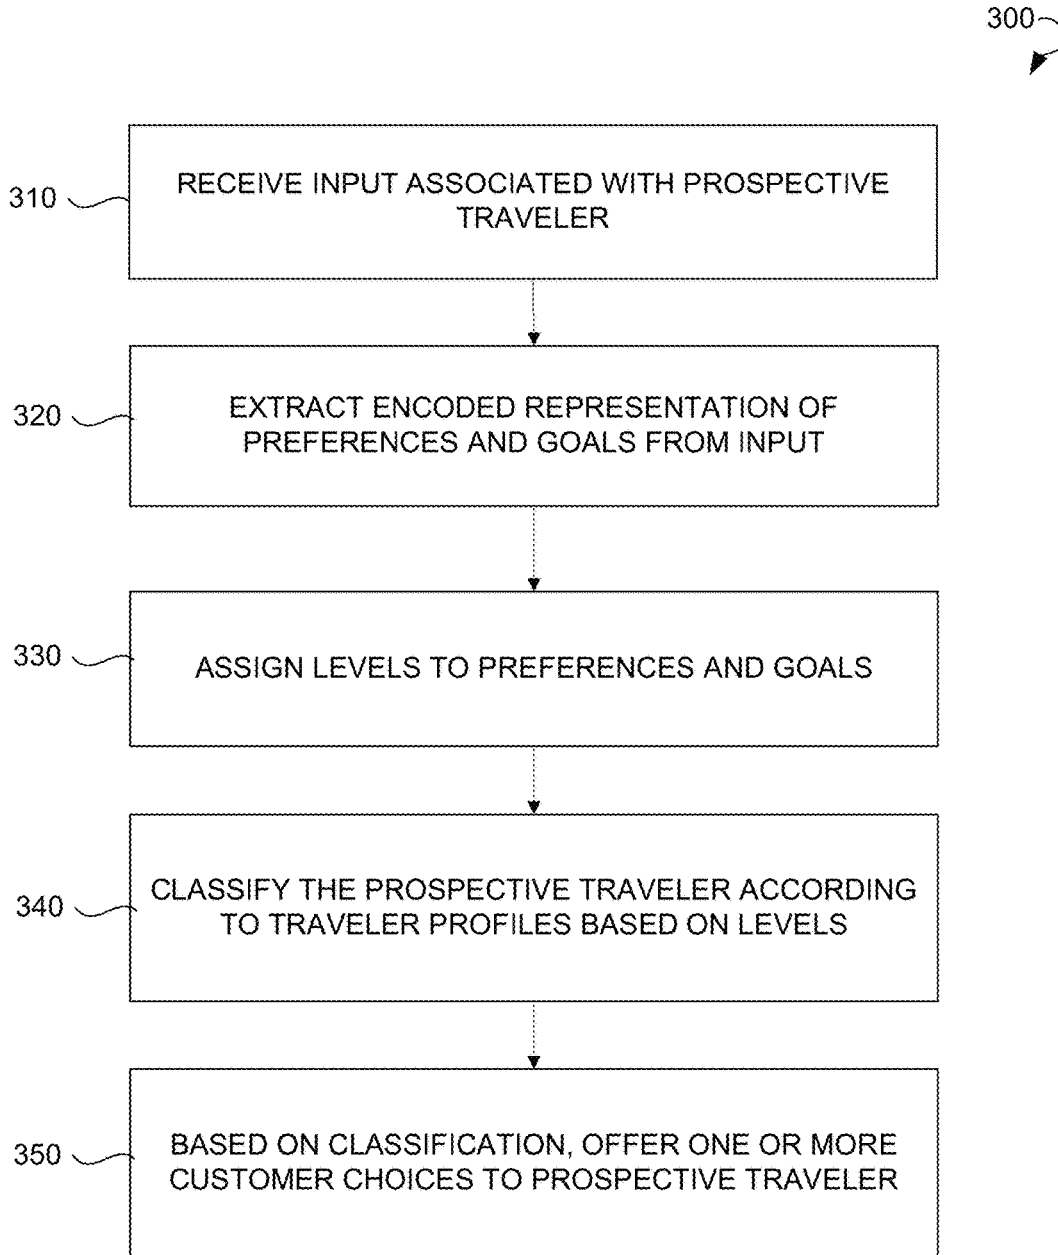 300
310
RECEIVE INPUT ASSOCIATED WITH PROSPECTIVE
TRAVELER
320
EXTRACT ENCODED REPRESENTATION OF
PREFERENCES AND GOALS FROM INPUT
330
ASSIGN LEVELS TO PREFERENCES AND GOALS
340
CLASSIFY THE PROSPECTIVE TRAVELER ACCORDING
TO TRAVELER PROFILES BASED ON LEVELS
350
BASED ON CLASSIFICATION, OFFER ONE OR MORE
CUSTOMER CHOICES TO PROSPECTIVE TRAVELER